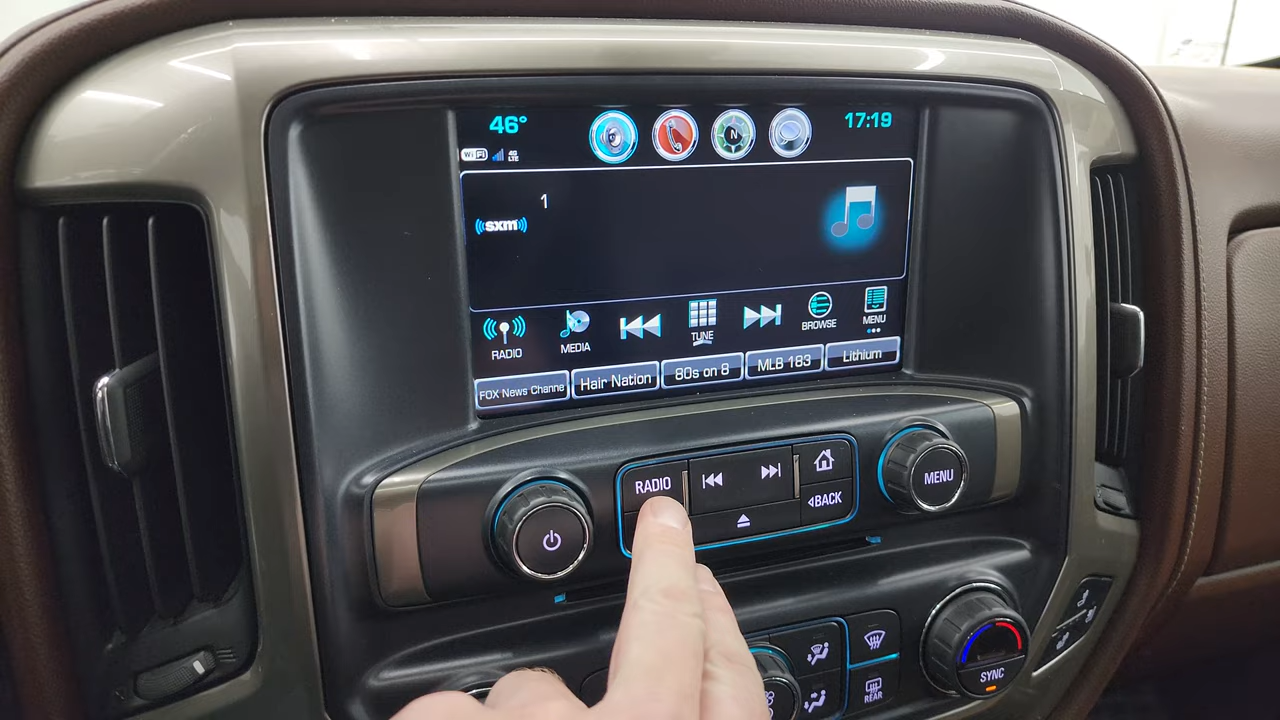 46°
N
17:19
WiFi
4G
LTE
1
sxm
RADIO
MEDIA
TUNE
BROWSE
MENU
FOX News Channe
Hair Nation
80s on 8
MLB 183
Lithium
RADIO
BACK
MENU
SYNC
REAR